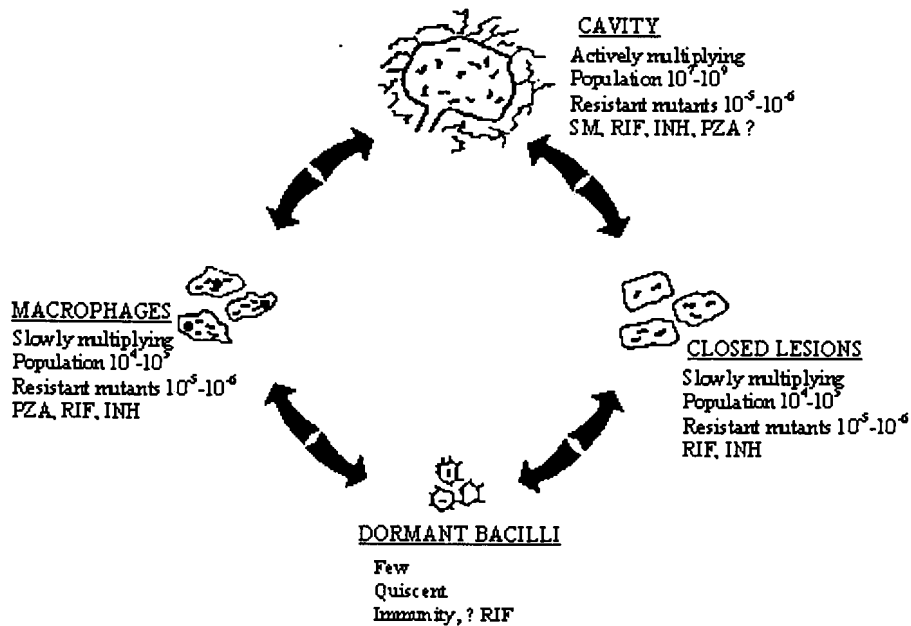 CAVITY
Actively multiplying
Population 10⁷-10⁹
Resistant mutants 10⁻⁵-10⁻⁶
SM, RIF, INH, PZA ?
MACROPHAGES
Slowly multiplying
Population 10⁴-10⁵
Resistant mutants 10⁻⁵-10⁻⁶
PZA, RIF, INH
CLOSED LESIONS
Slowly multiplying
Population 10⁴-10⁵
Resistant mutants 10⁻⁵-10⁻⁶
RIF, INH
DORMANT BACILLI
Few
Quiscent
Immunity, ? RIF